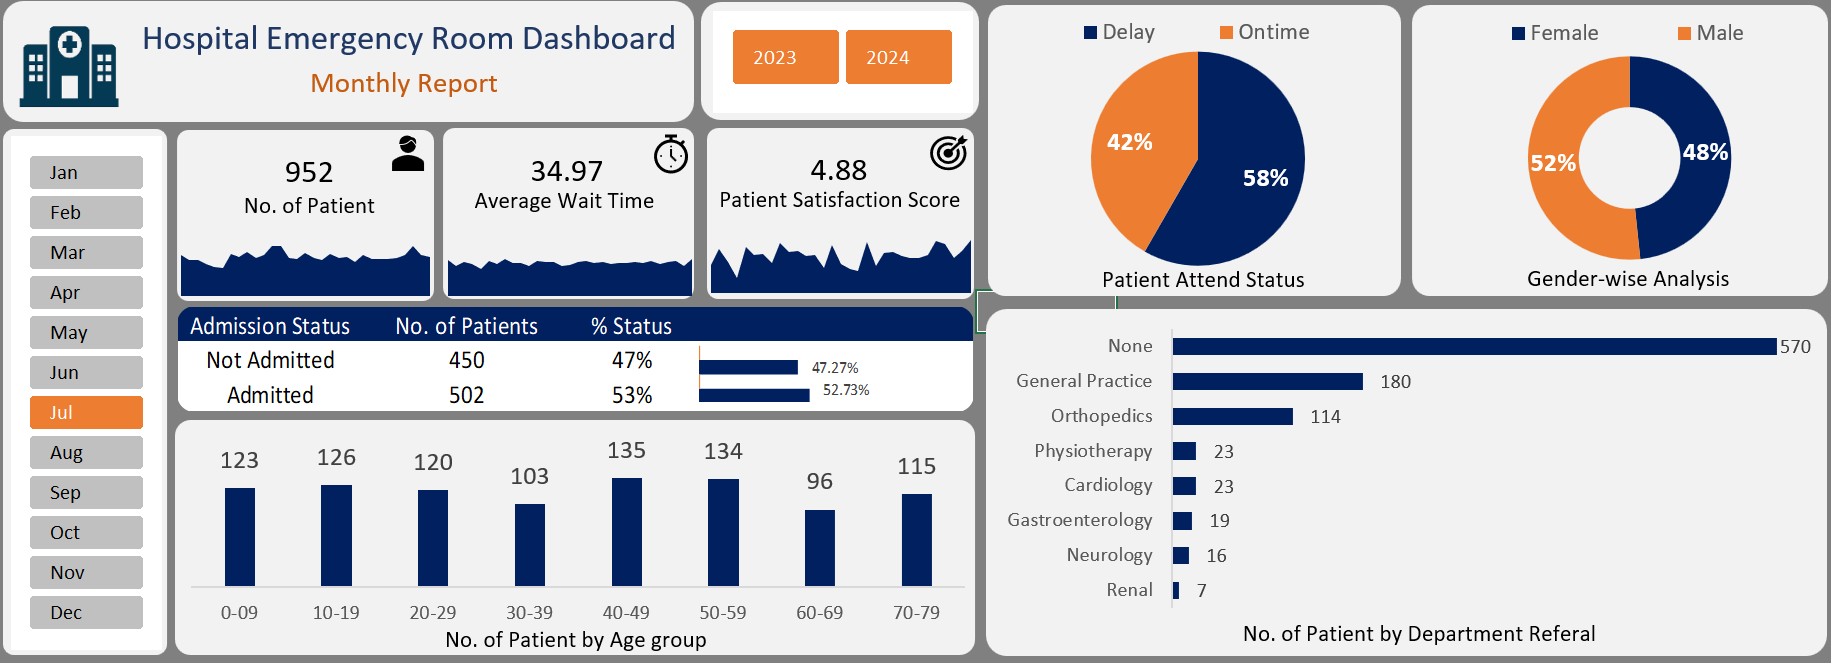 Hospital Emergency Room Dashboard
Monthly Report
2023 2024
Jan
Feb
Mar
Apr
May
Jun
Jul
Aug
Sep
Oct
Nov
Dec
952
No. of Patient
34.97
Average Wait Time
4.88
Patient Satisfaction Score
Admission Status No. of Patients % Status
Not Admitted 450 47% 47.27%
Admitted 502 53% 52.73%
123 126 120 103 135 134 96 115
0-09 10-19 20-29 30-39 40-49 50-59 60-69 70-79
No. of Patient by Age group
Delay Ontime
42% 58%
Patient Attend Status
Female Male
52% 48%
Gender-wise Analysis
None 570
General Practice 180
Orthopedics 114
Physiotherapy 23
Cardiology 23
Gastroenterology 19
Neurology 16
Renal 7
No. of Patient by Department Referal